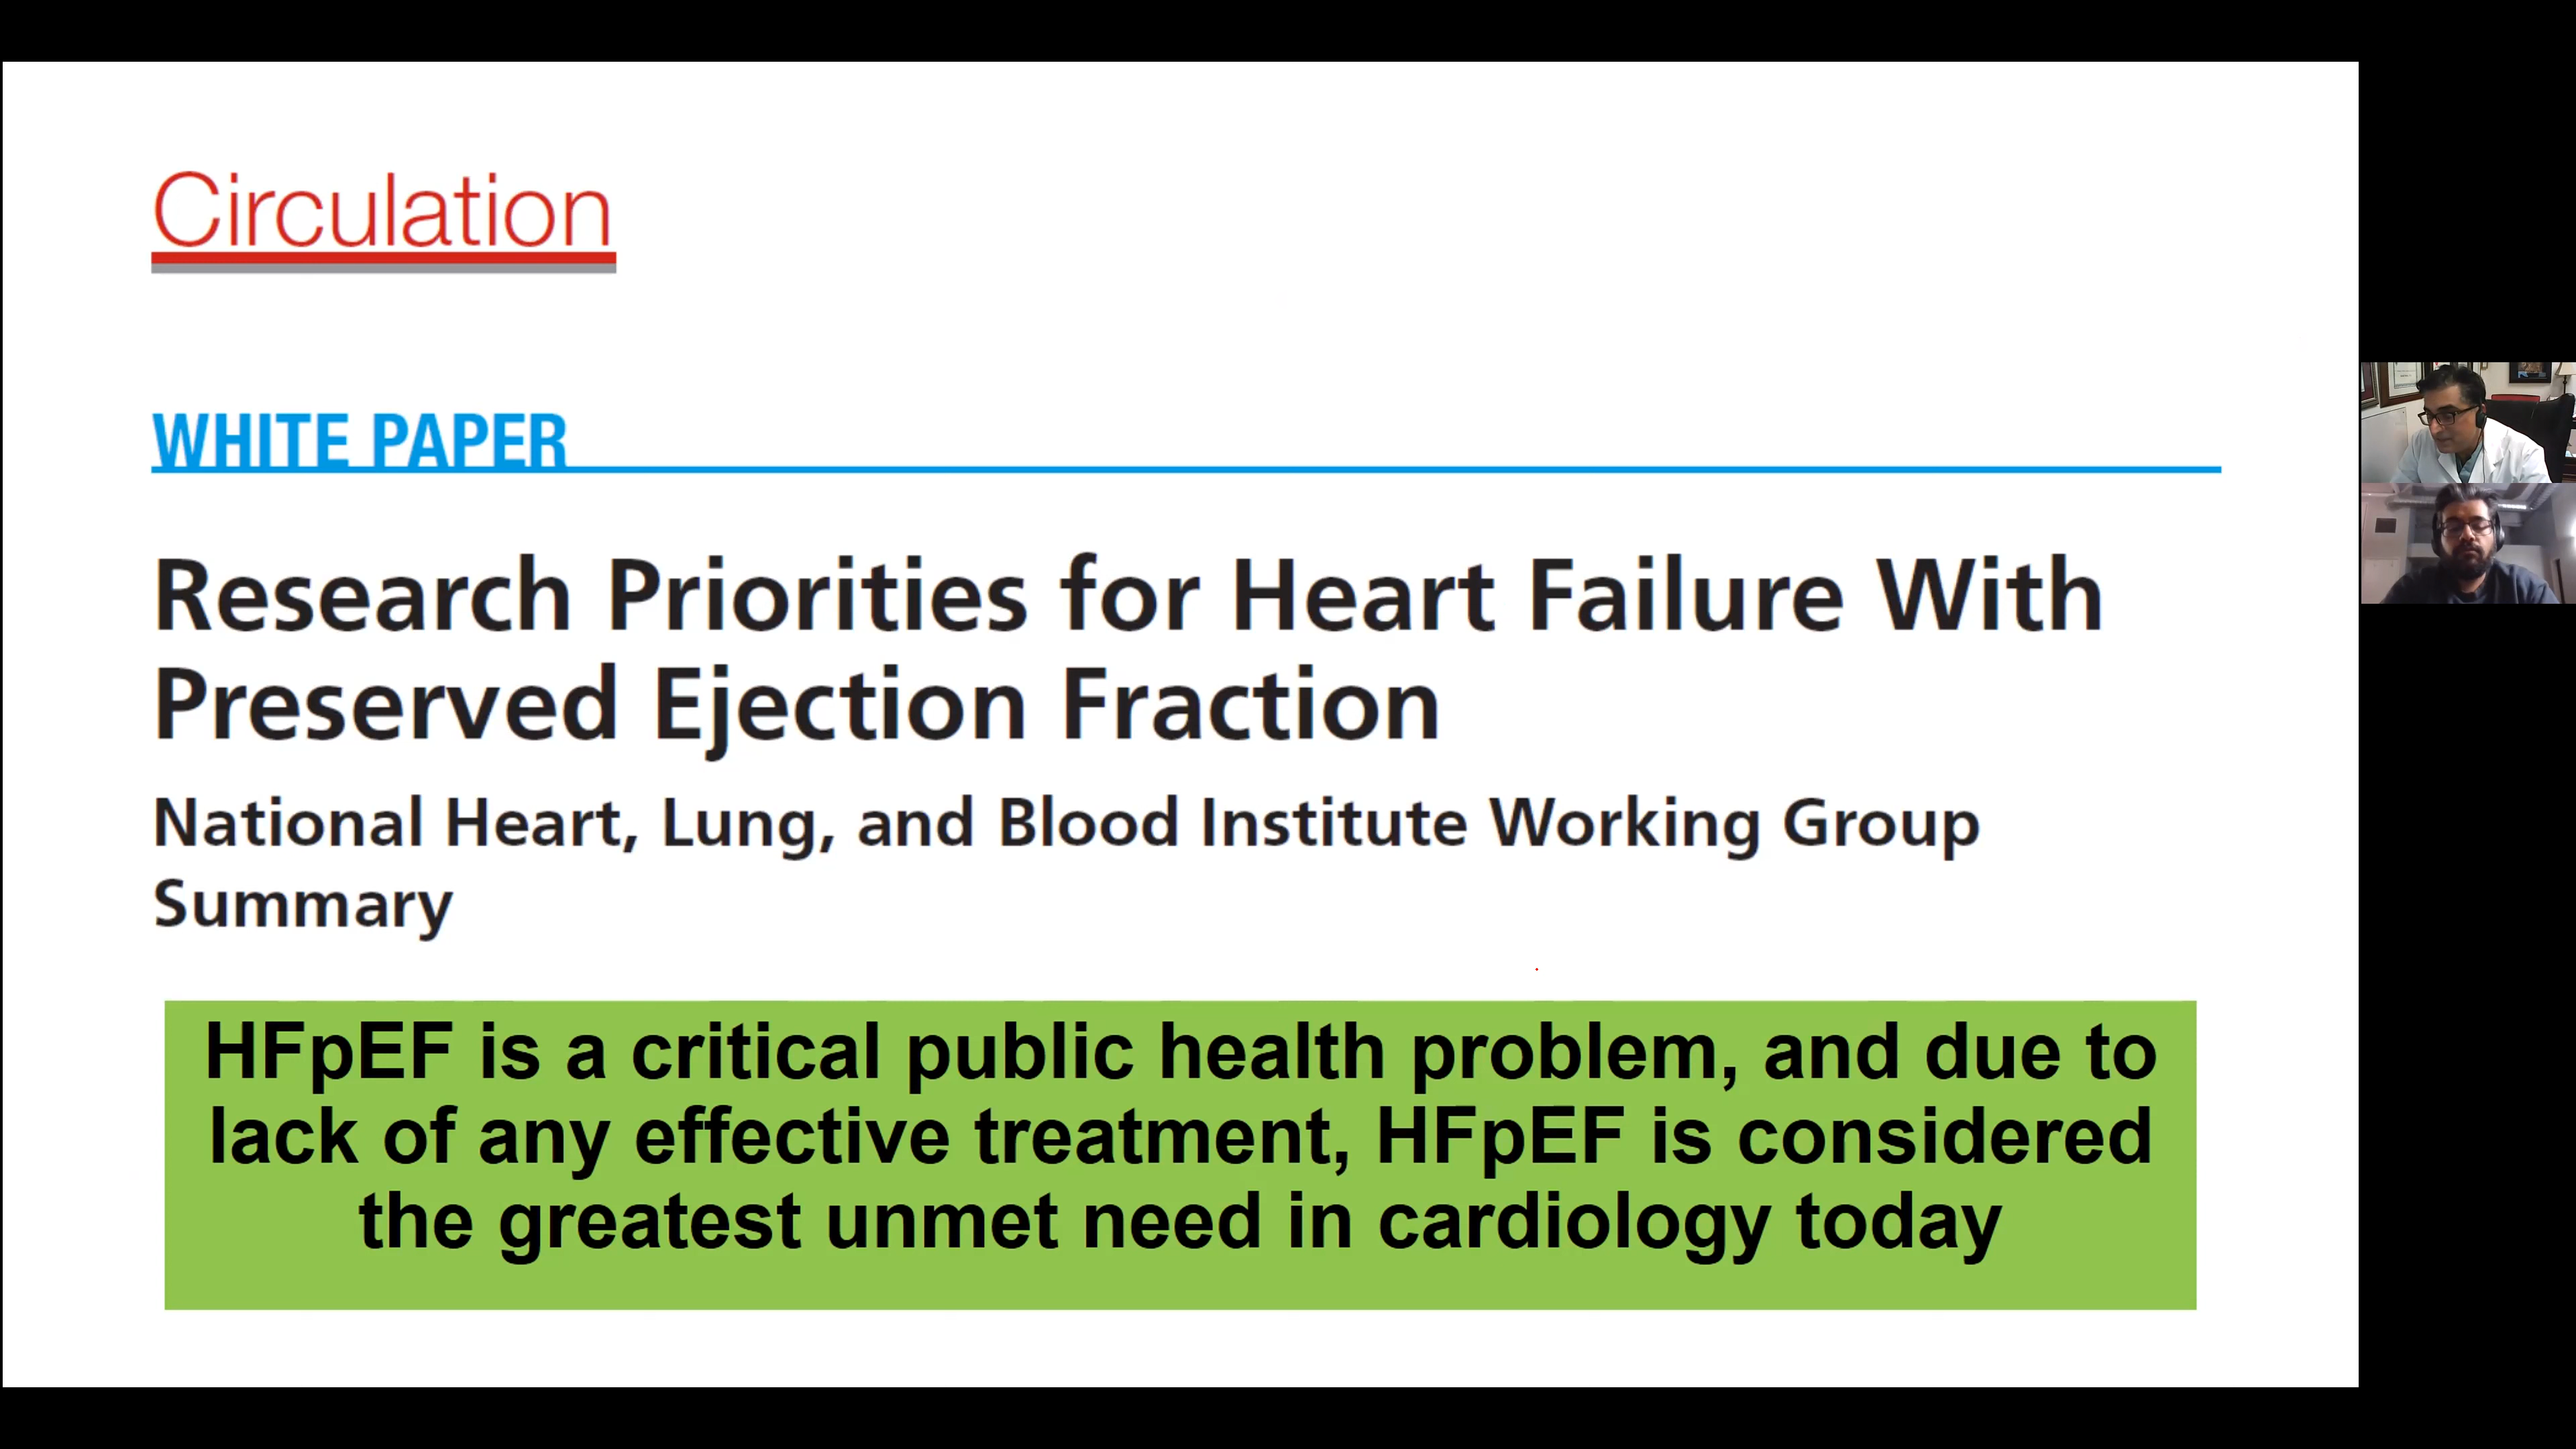 Circulation
WHITE PAPER
Research Priorities for Heart Failure With
Preserved Ejection Fraction
National Heart, Lung, and Blood Institute Working Group
Summary
HFpEF is a critical public health problem, and due to
lack of any effective treatment, HFpEF is considered
the greatest unmet need in cardiology today